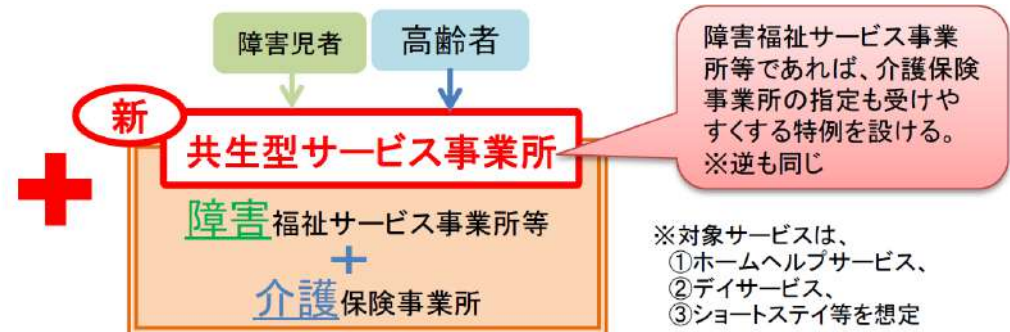 障害児者
高齢者
新
共生型サービス事業所
障害福祉サービス事業所等
+
介護保険事業所
障害福祉サービス事業
所等であれば、介護保険
事業所の指定も受けや
すくする特例を設ける。
※逆も同じ
※対象サービスは、
①ホームヘルプサービス、
②デイサービス、
③ショートステイ等を想定